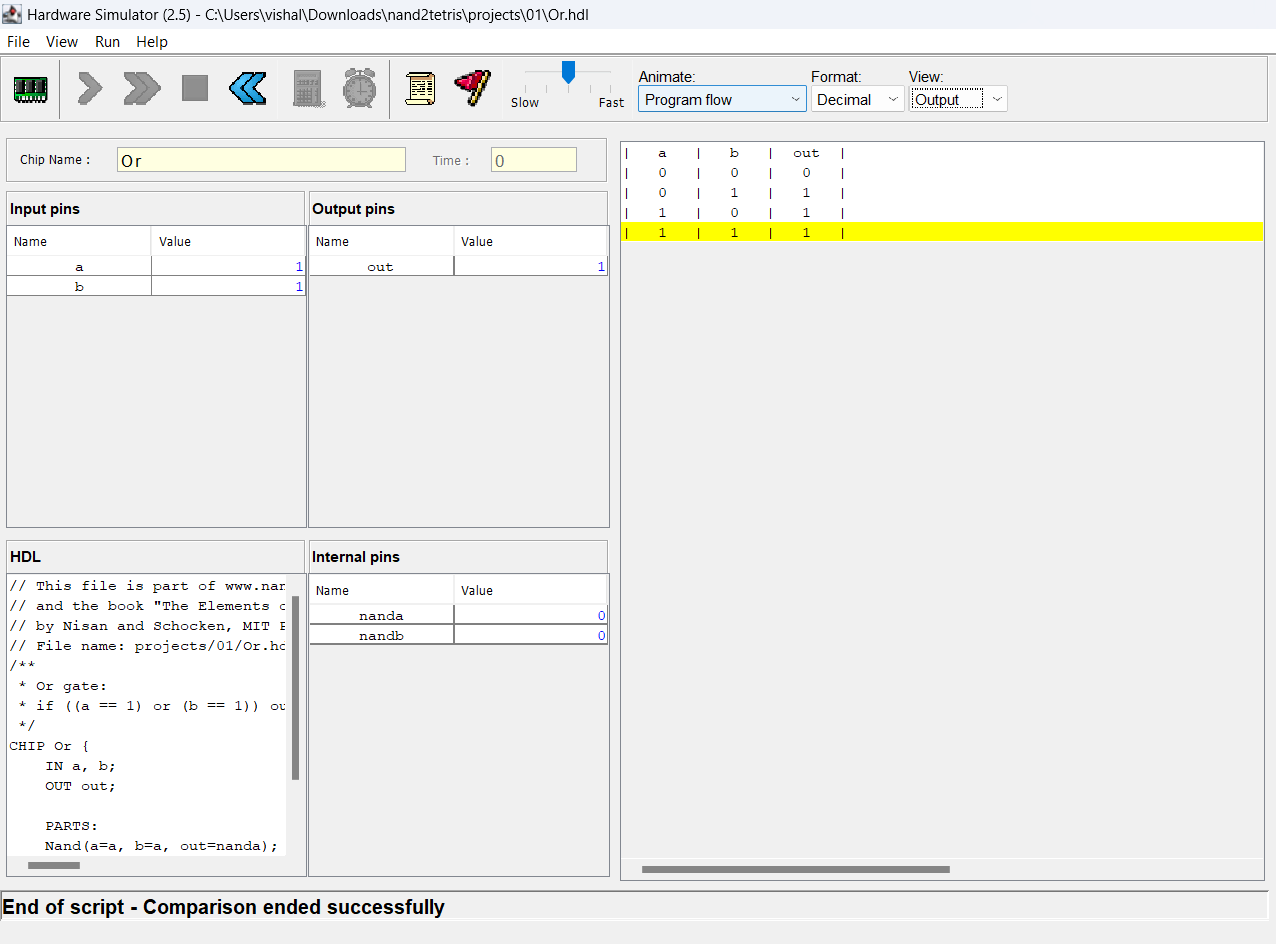 Hardware Simulator (2.5) - C:\Users\vishal\Downloads\nand2tetris\projects\01\Or.hdl
File View Run Help
Slow Fast
Animate: Format: View:
Program flow Decimal Output
Chip Name : Or Time : 0
Input pins
Name Value
a 1
b 1
Output pins
Name Value
out 1
HDL
// This file is part of www.nan
// and the book "The Elements o
// by Nisan and Schocken, MIT P
// File name: projects/01/Or.hd
/**
* Or gate:
* if ((a == 1) or (b == 1)) ou
*/
CHIP Or {
IN a, b;
OUT out;
PARTS:
Nand(a=a, b=a, out=nanda);
Internal pins
Name Value
nanda 0
nandb 0
| a | b | out |
| 0 | 0 | 0 |
| 0 | 1 | 1 |
| 1 | 0 | 1 |
| 1 | 1 | 1 |
End of script - Comparison ended successfully